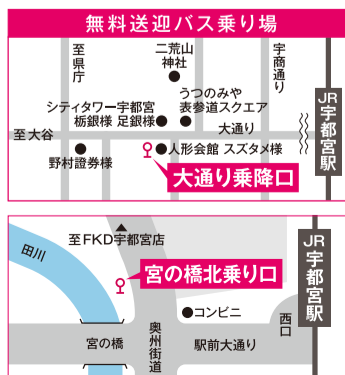 無料送迎バス乗り場
至県庁
二荒山
神社
宇商通り
うつのみや
表参道スクエア
シティタワー宇都宮
栃銀様 足銀様
大通り
至大谷
JR宇都宮駅
野村證券様
人形会館 スズタメ様
大通り乗降口
至FKD宇都宮店
田川
宮の橋北乗り口
JR宇都宮駅
コンビニ
西口
宮の橋
奥州街道
駅前大通り